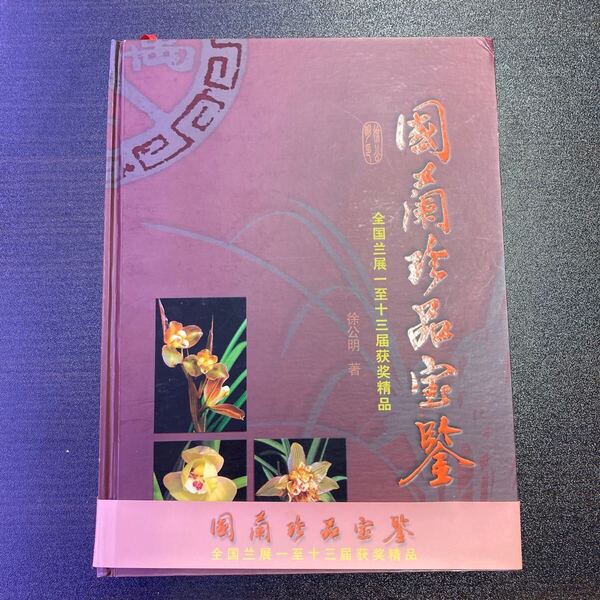 國蘭珍品宝鉴
全国兰展一至十三届获奖精品
徐公明 著
國蘭珍品宝鉴
全国兰展一至十三届获奖精品